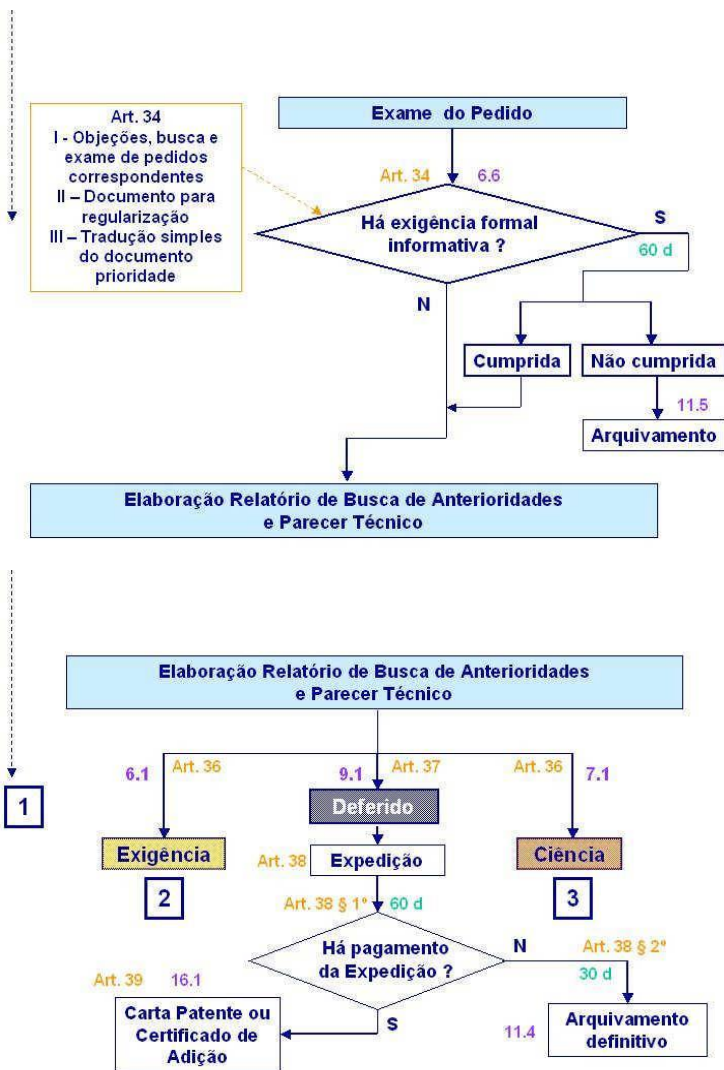 Art. 34
I - Objeções, busca e
exame de pedidos
correspondentes
II – Documento para
regularização
III – Tradução simples
do documento
prioridade
Exame do Pedido
Art. 34
6.6
Há exigência formal
informativa ?
S
60 d
N
Cumprida
Não cumprida
11.5
Arquivamento
Elaboração Relatório de Busca de Anterioridades
e Parecer Técnico
Elaboração Relatório de Busca de Anterioridades
e Parecer Técnico
6.1
Art. 36
9.1
Art. 37
Art. 36
7.1
1
Deferido
Exigência
Art. 38
Expedição
Ciência
2
3
Art. 38 § 1º
60 d
Há pagamento
da Expedição ?
N
Art. 38 § 2º
30 d
Art. 39
16.1
Carta Patente ou
Certificado de
Adição
S
11.4
Arquivamento
definitivo